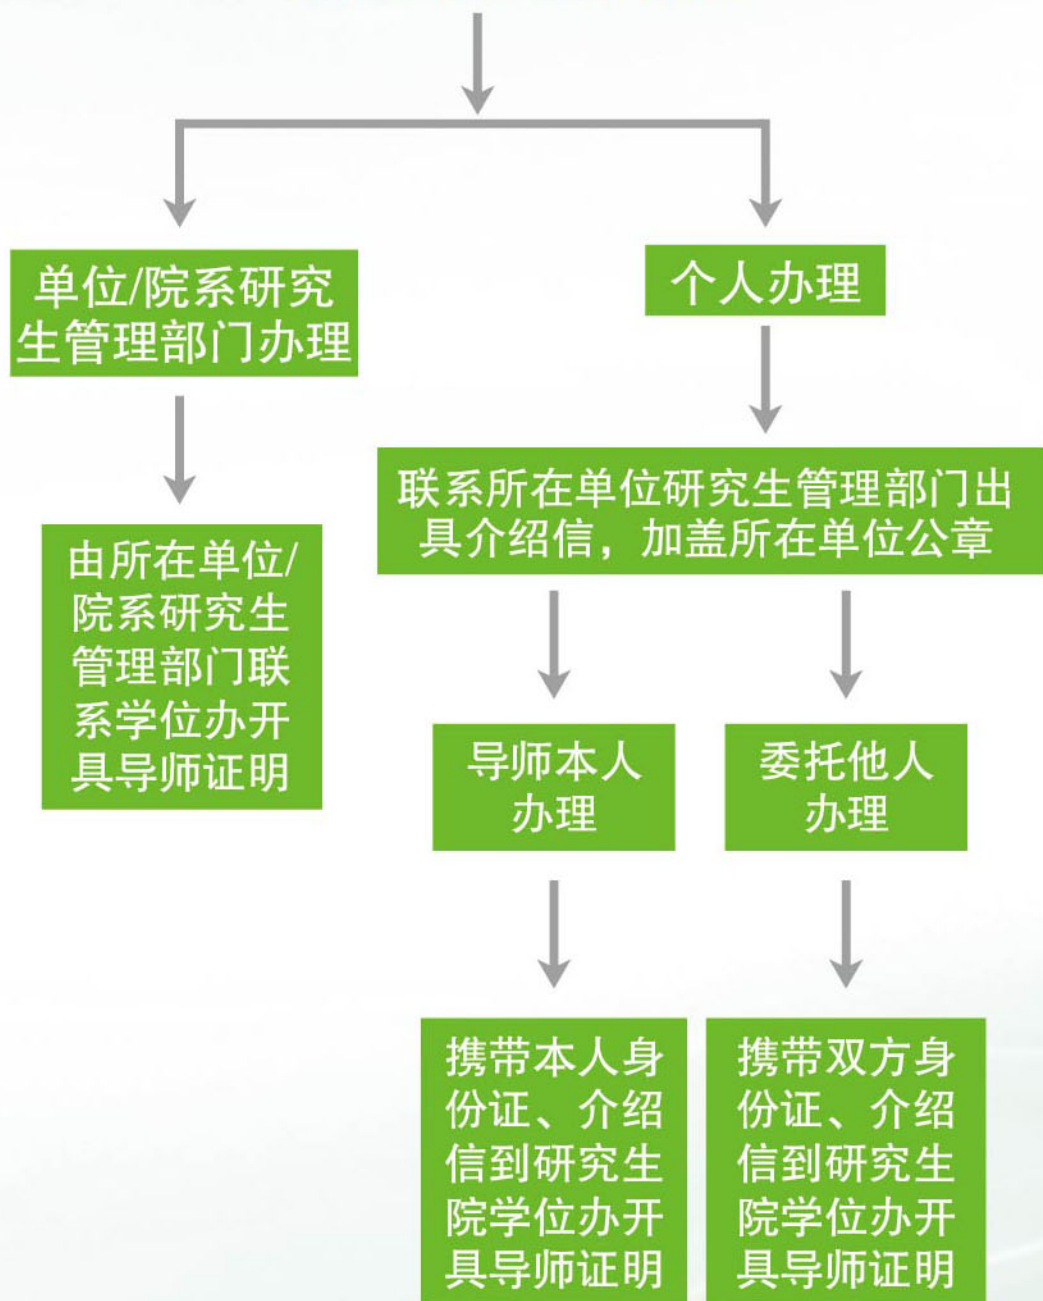 单位/院系研究
生管理部门办理
个人办理
由所在单位/
院系研究生
管理部门联
系学位办开
具导师证明
联系所在单位研究生管理部门出
具介绍信，加盖所在单位公章
导师本人
办理
委托他人
办理
携带本人身
份证、介绍
信到研究生
院学位办开
具导师证明
携带双方身
份证、介绍
信到研究生
院学位办开
具导师证明